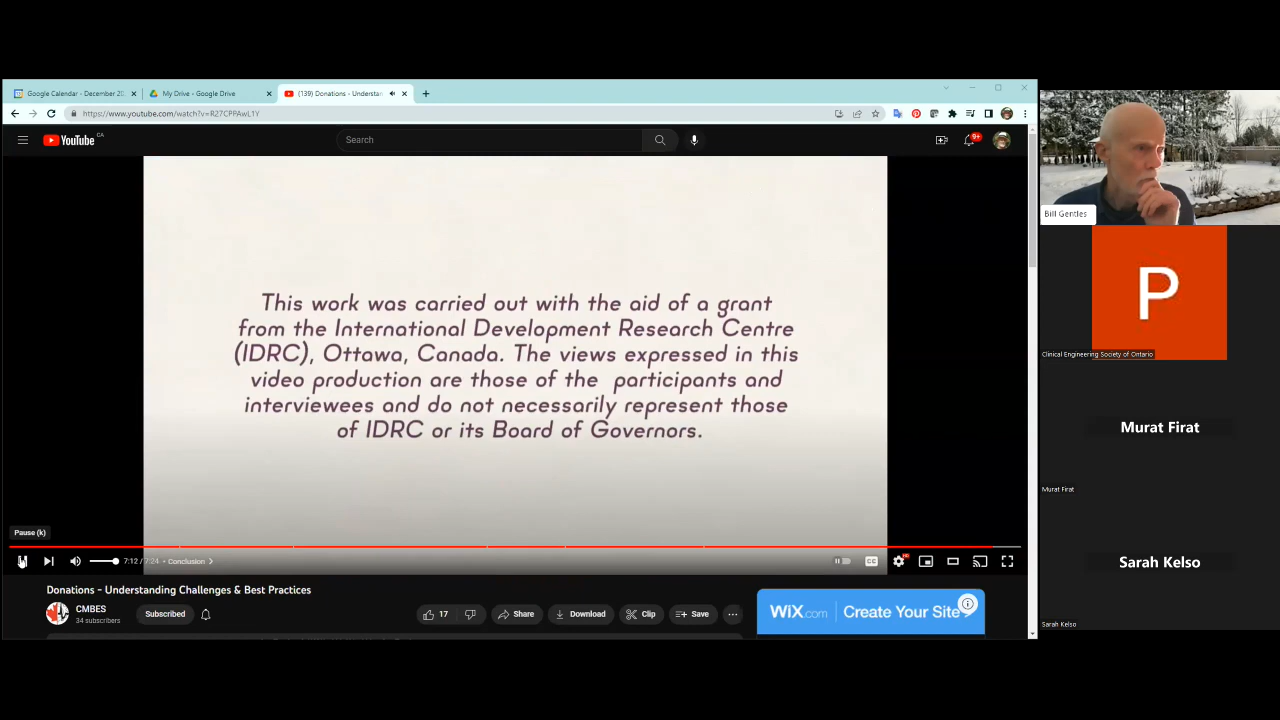 Google Calendar - December 20
My Drive - Google Drive
(139) Donations - Understan
https://www.youtube.com/watch?v=R27CPPAwL1Y
YouTube CA
Search
9+
This work was carried out with the aid of a grant
from the International Development Research Centre
(IDRC), Ottawa, Canada. The views expressed in this
video production are those of the participants and
interviewees and do not necessarily represent those
of IDRC or its Board of Governors.
Pause (k)
7:12 / 7:24 • Conclusion
CC
Donations - Understanding Challenges & Best Practices
CMBES
34 subscribers
Subscribed
17
Share
Download
Clip
Save
WiX.com
Create Your Site
Bill Gentles
P
Clinical Engineering Society of Ontario
Murat Firat
Murat Firat
Sarah Kelso
Sarah Kelso